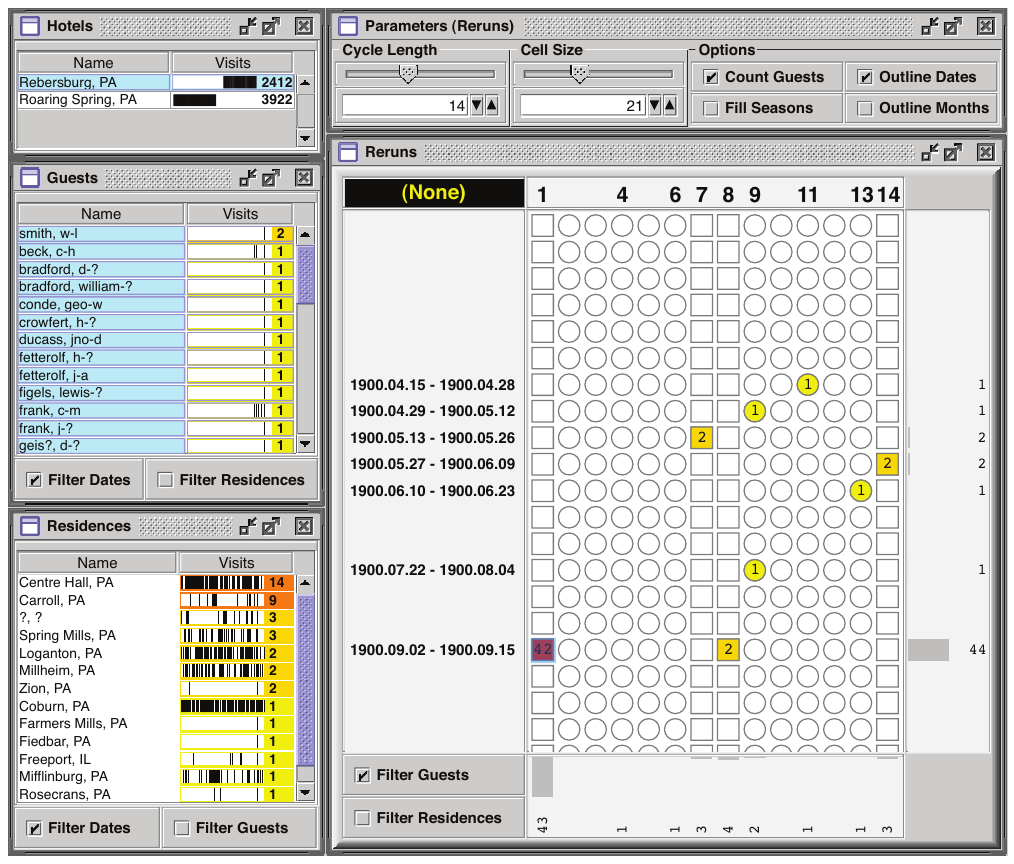 Hotels
Name Visits
Rebersburg, PA 2412
Roaring Spring, PA 3922
Guests
Name Visits
smith, w-l 2
beck, c-h 1
bradford, d-? 1
bradford, william-? 1
conde, geo-w 1
crowfert, h-? 1
ducass, jno-d 1
fetterolf, h-? 1
fetterolf, j-a 1
figels, lewis-? 1
frank, c-m 1
frank, j-? 1
geis?, d-? 1
Filter Dates Filter Residences
Residences
Name Visits
Centre Hall, PA 14
Carroll, PA 9
?, ? 3
Spring Mills, PA 3
Loganton, PA 2
Millheim, PA 2
Zion, PA 2
Coburn, PA 1
Farmers Mills, PA 1
Fiedbar, PA 1
Freeport, IL 1
Mifflinburg, PA 1
Rosecrans, PA 1
Filter Dates Filter Guests
Parameters (Reruns)
Cycle Length Cell Size Options
14 21
Count Guests Outline Dates
Fill Seasons Outline Months
Reruns
(None) 1 4 6 7 8 9 11 13 14
1900.04.15 - 1900.04.28 1 1
1900.04.29 - 1900.05.12 1 1
1900.05.13 - 1900.05.26 2 2
1900.05.27 - 1900.06.09 2 2
1900.06.10 - 1900.06.23 1 1
1900.07.22 - 1900.08.04 1 1
1900.09.02 - 1900.09.15 42 2 44
Filter Guests
Filter Residences
43 1 1 3 4 2 1 1 3